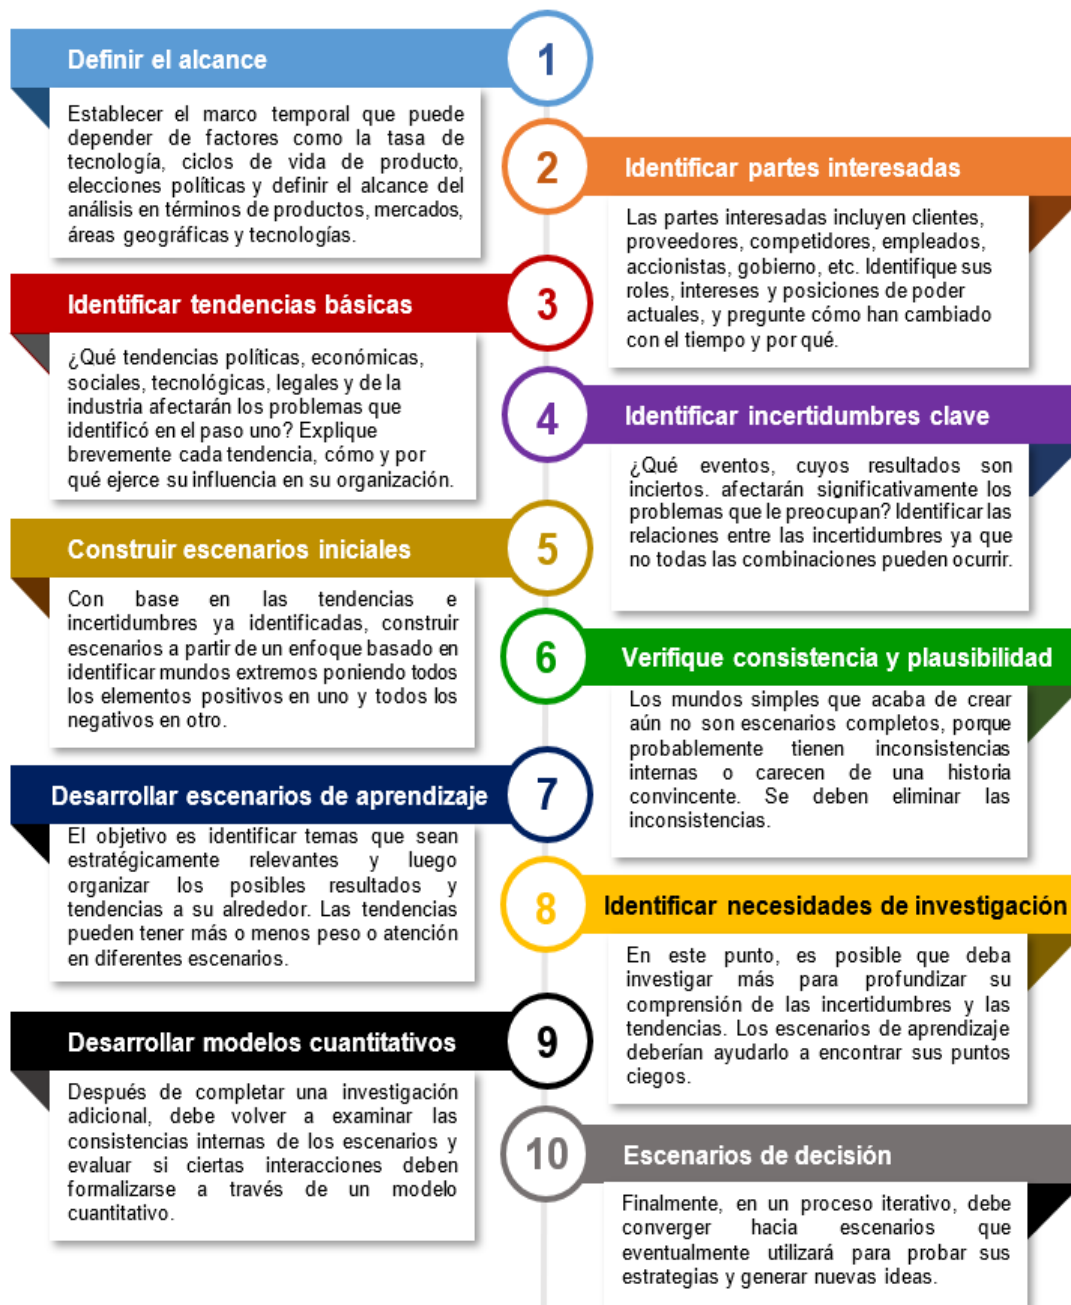 1
Definir el alcance
Establecer el marco temporal que puede
depender de factores como la tasa de
tecnología, ciclos de vida de producto,
elecciones políticas y definir el alcance del
análisis en términos de productos, mercados,
áreas geográficas y tecnologías.
2
Identificar partes interesadas
Las partes interesadas incluyen clientes,
proveedores, competidores, empleados,
accionistas, gobierno, etc. Identifique sus
roles, intereses y posiciones de poder
actuales, y pregunte cómo han cambiado
con el tiempo y por qué.
3
Identificar tendencias básicas
¿Qué tendencias políticas, económicas,
sociales, tecnológicas, legales y de la
industria afectarán los problemas que
identificó en el paso uno? Explique
brevemente cada tendencia, cómo y por
qué ejerce su influencia en su organización.
4
Identificar incertidumbres clave
¿Qué eventos, cuyos resultados son
inciertos. afectarán significativamente los
problemas que le preocupan? Identificar las
relaciones entre las incertidumbres ya que
no todas las combinaciones pueden ocurrir.
5
Construir escenarios iniciales
Con base en las tendencias e
incertidumbres ya identificadas, construir
escenarios a partir de un enfoque basado en
identificar mundos extremos poniendo todos
los elementos positivos en uno y todos los
negativos en otro.
6
Verifique consistencia y plausibilidad
Los mundos simples que acaba de crear
aún no son escenarios completos, porque
probablemente tienen inconsistencias
internas o carecen de una historia
convincente. Se deben eliminar las
inconsistencias.
7
Desarrollar escenarios de aprendizaje
El objetivo es identificar temas que sean
estratégicamente relevantes y luego
organizar los posibles resultados y
tendencias a su alrededor. Las tendencias
pueden tener más o menos peso o atención
en diferentes escenarios.
8
Identificar necesidades de investigación
En este punto, es posible que deba
investigar más para profundizar su
comprensión de las incertidumbres y las
tendencias. Los escenarios de aprendizaje
deberían ayudarlo a encontrar sus puntos
ciegos.
9
Desarrollar modelos cuantitativos
Después de completar una investigación
adicional, debe volver a examinar las
consistencias internas de los escenarios y
evaluar si ciertas interacciones deben
formalizarse a través de un modelo
cuantitativo.
10
Escenarios de decisión
Finalmente, en un proceso iterativo, debe
converger hacia escenarios que
eventualmente utilizará para probar sus
estrategias y generar nuevas ideas.